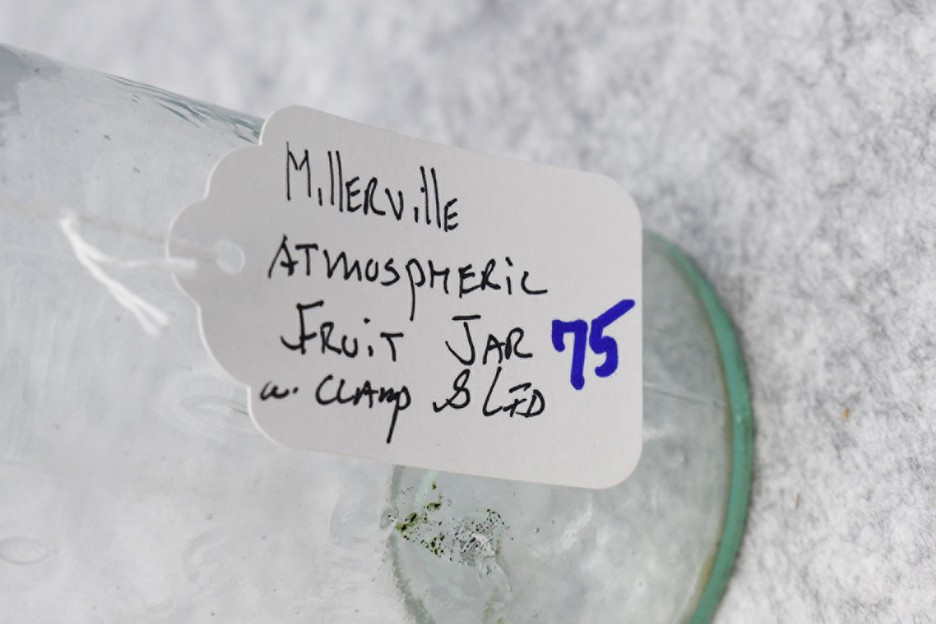 Millerville
Atmospheric
Fruit Jar 75
w. Clamp & Lid